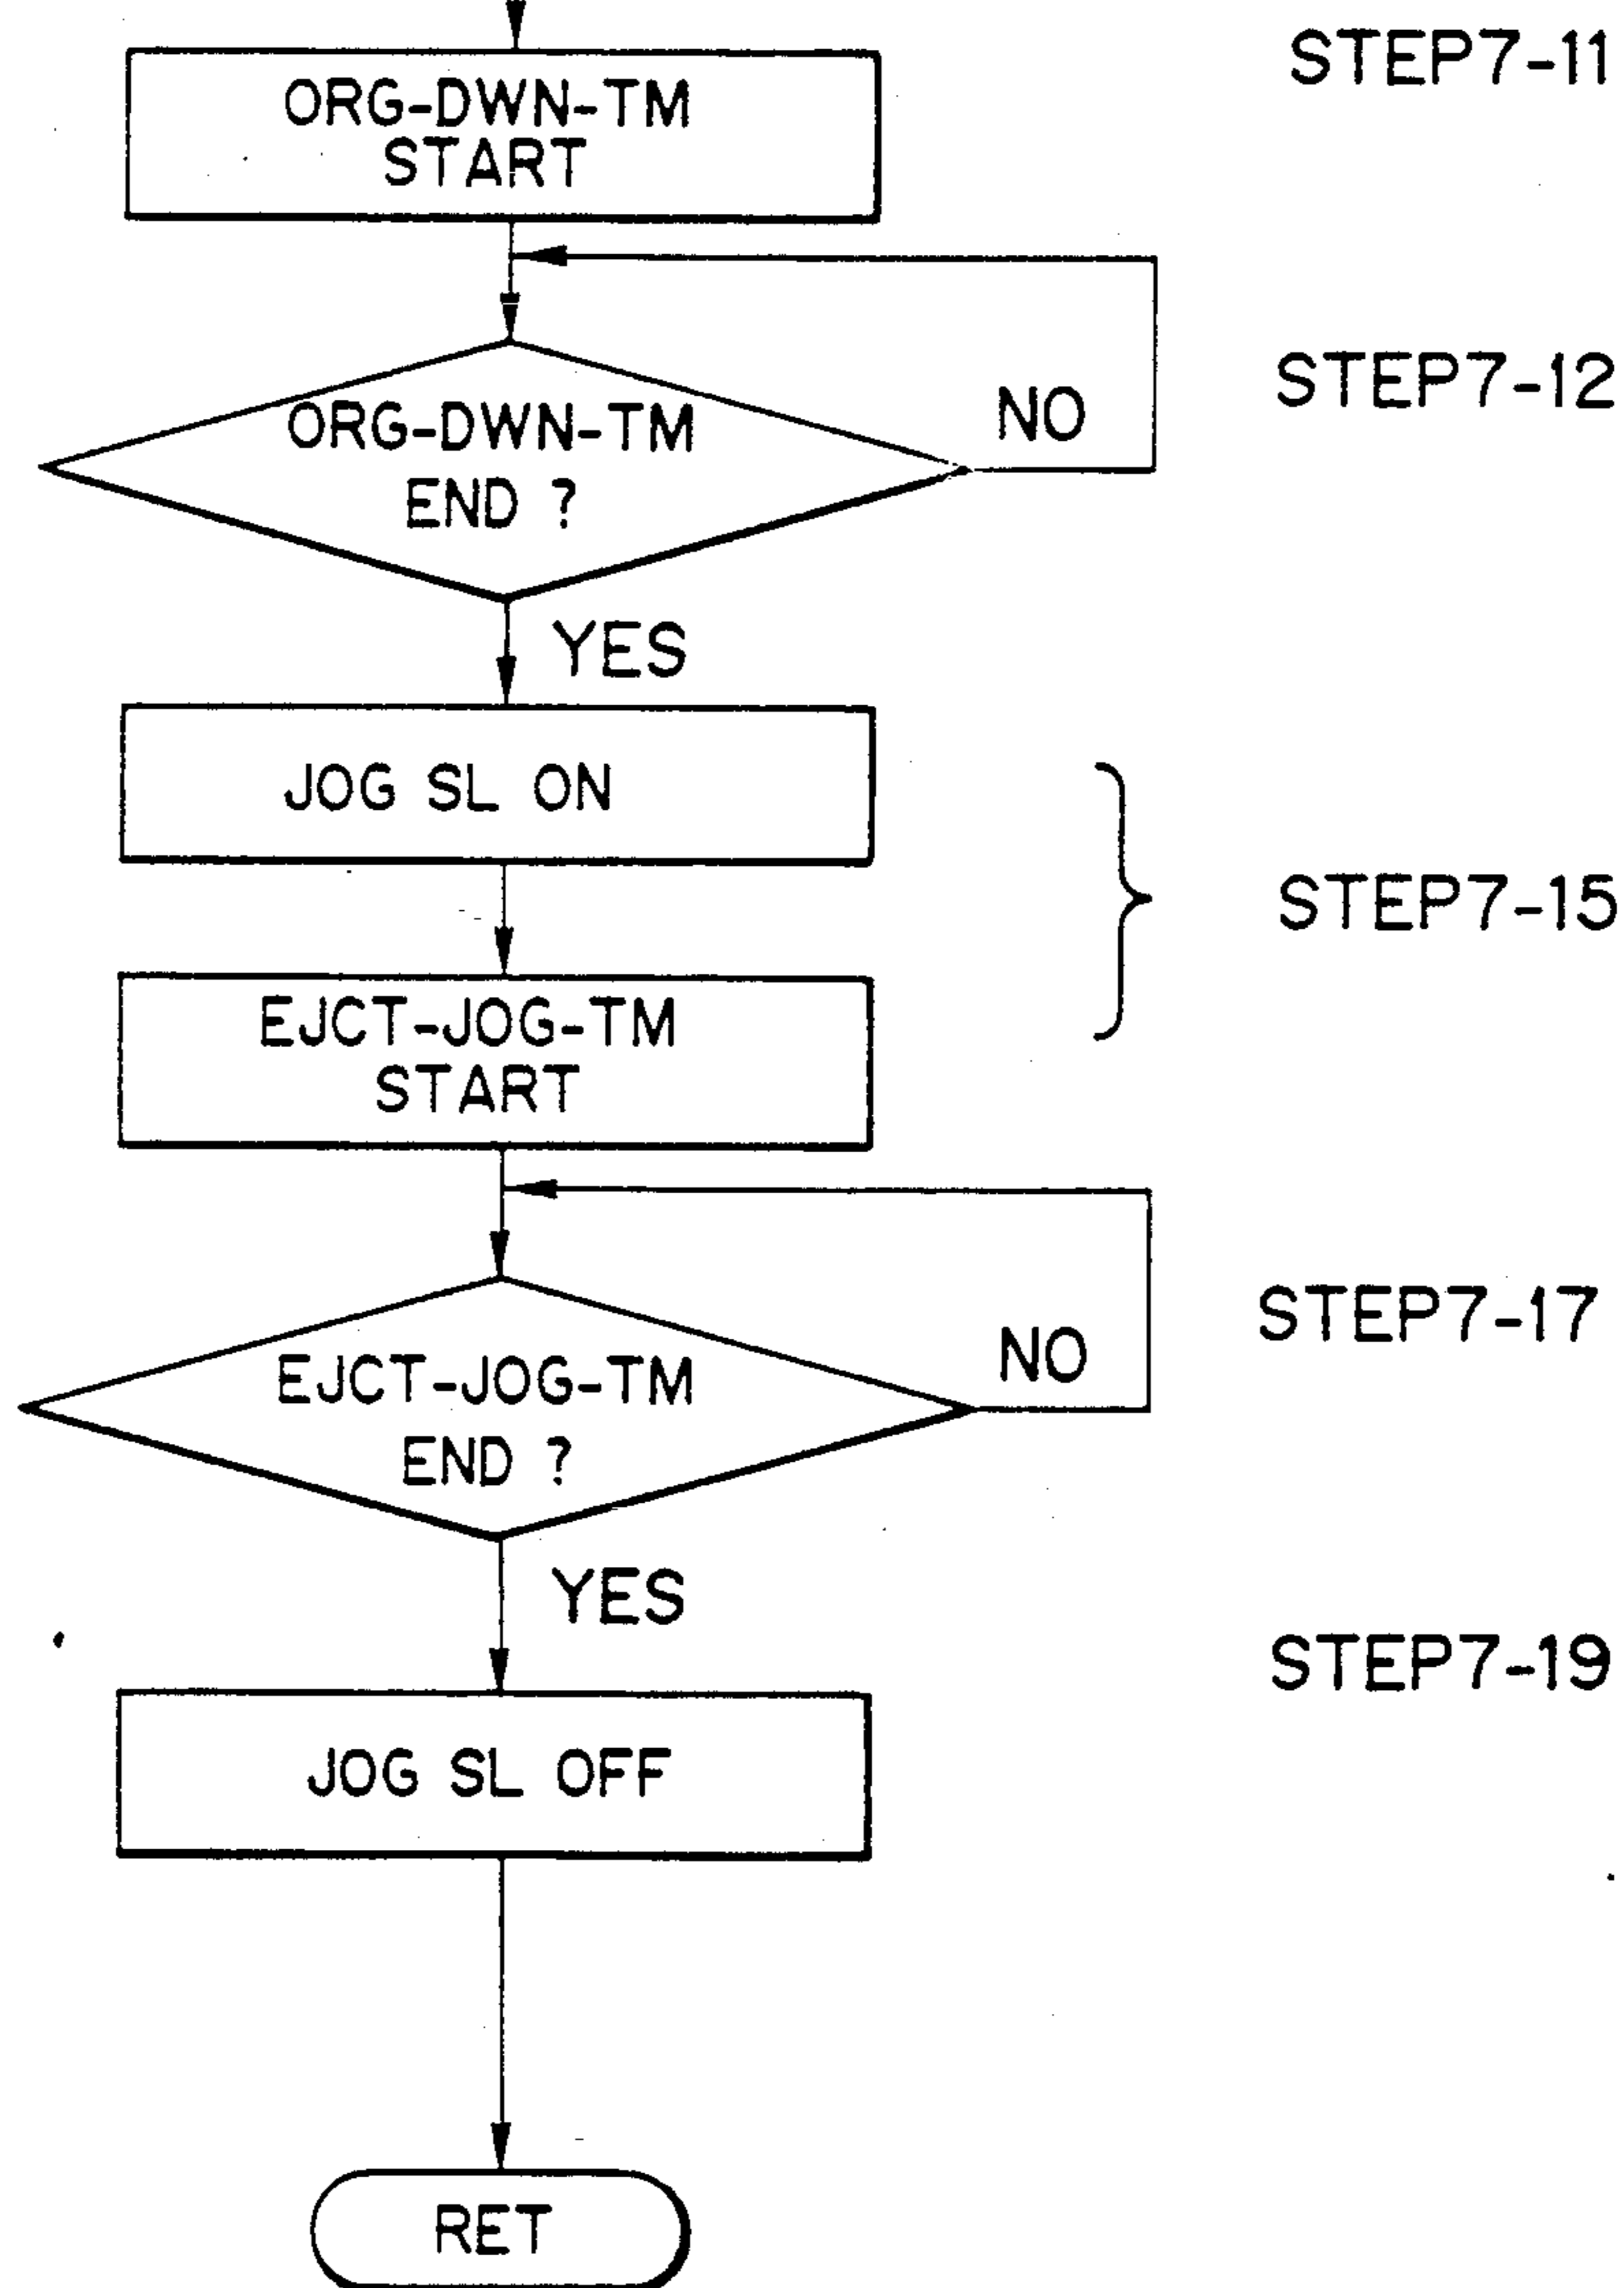 STEP7-11
ORG-DWN-TM
START
STEP7-12
ORG-DWN-TM
END ?
NO
YES
JOG SL ON
STEP7-15
EJCT-JOG-TM
START
STEP7-17
EJCT-JOG-TM
END ?
NO
YES
STEP7-19
JOG SL OFF
RET